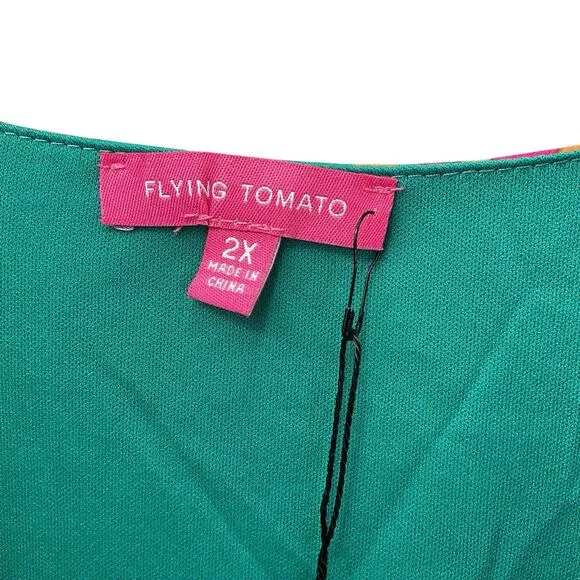 FLYING TOMATO
2X
MADE IN
CHINA